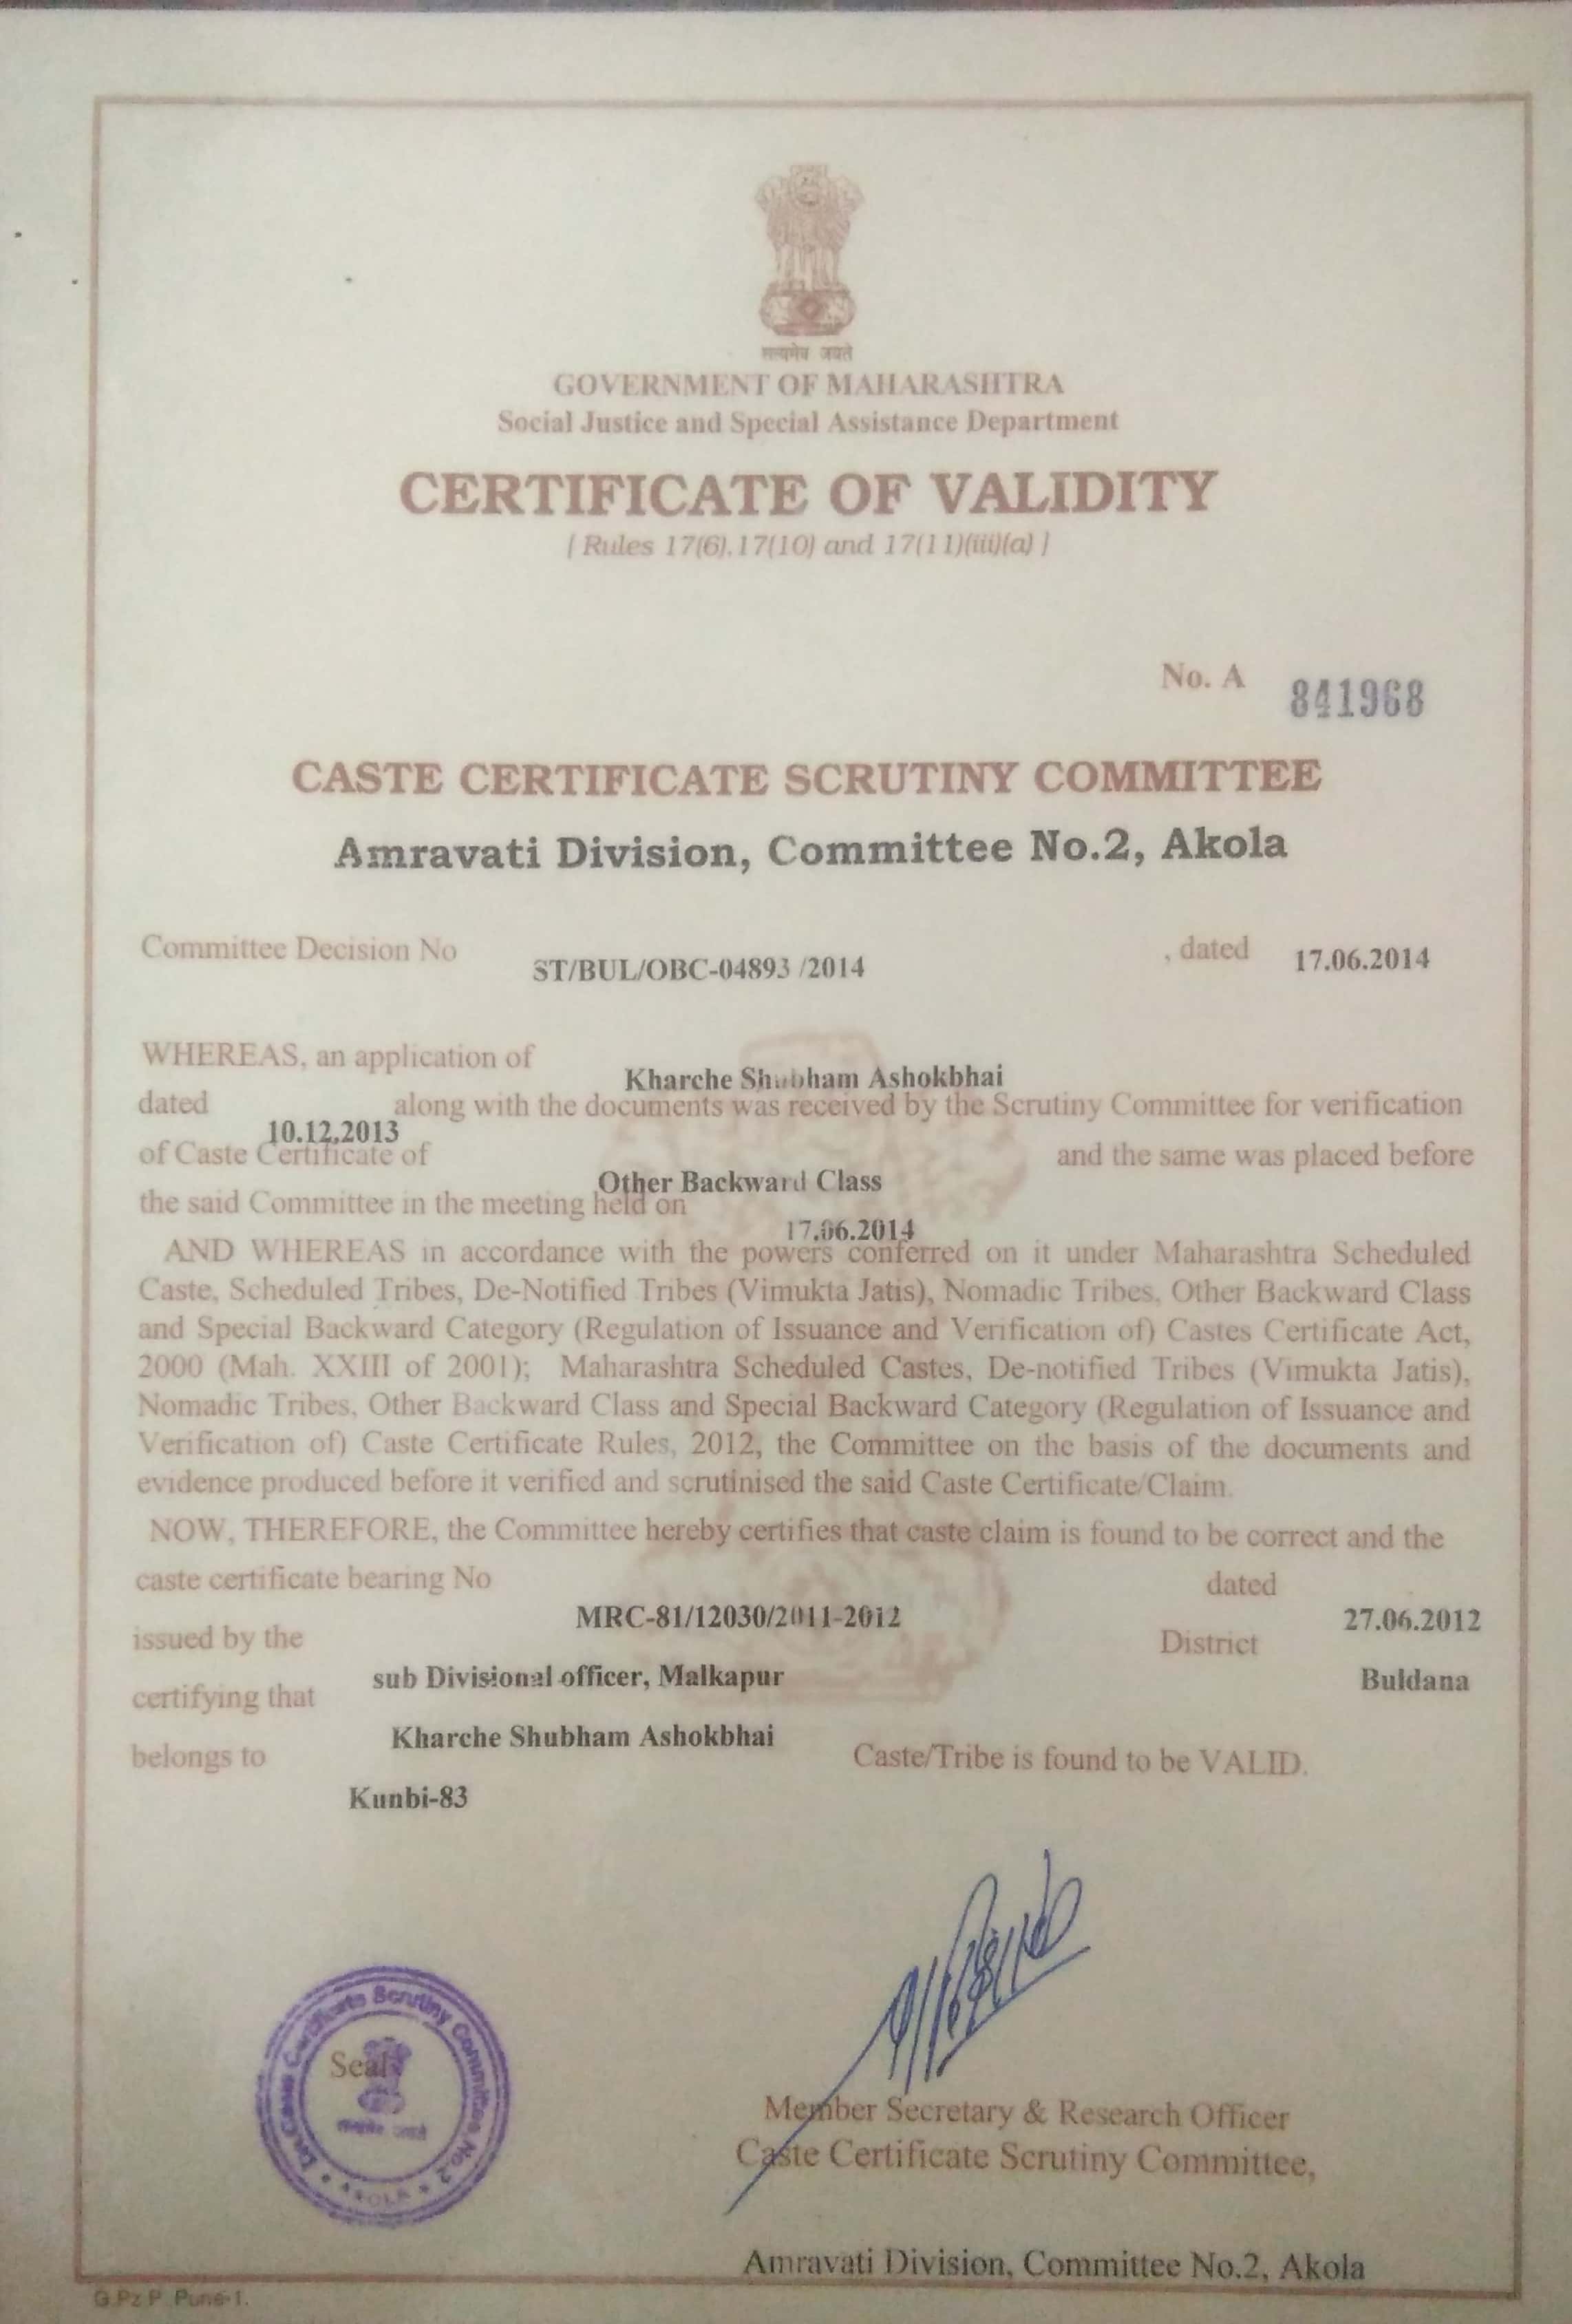 सत्यमेव जयते
GOVERNMENT OF MAHARASHTRA
Social Justice and Special Assistance Department
CERTIFICATE OF VALIDITY
[ Rules 17(6), 17(10) and 17(11)(iii)(a) ]
No. A 841968
CASTE CERTIFICATE SCRUTINY COMMITTEE
Amravati Division, Committee No.2, Akola
Committee Decision No ST/BUL/OBC-04893 /2014 , dated 17.06.2014
WHEREAS, an application of Kharche Shubham Ashokbhai
dated 10.12.2013 along with the documents was received by the Scrutiny Committee for verification
of Caste Certificate of Other Backward Class and the same was placed before
the said Committee in the meeting held on 17.06.2014
AND WHEREAS in accordance with the powers conferred on it under Maharashtra Scheduled
Caste, Scheduled Tribes, De-Notified Tribes (Vimukta Jatis), Nomadic Tribes, Other Backward Class
and Special Backward Category (Regulation of Issuance and Verification of) Castes Certificate Act,
2000 (Mah. XXIII of 2001); Maharashtra Scheduled Castes, De-notified Tribes (Vimukta Jatis),
Nomadic Tribes, Other Backward Class and Special Backward Category (Regulation of Issuance and
Verification of) Caste Certificate Rules, 2012, the Committee on the basis of the documents and
evidence produced before it verified and scrutinised the said Caste Certificate/Claim.
NOW, THEREFORE, the Committee hereby certifies that caste claim is found to be correct and the
caste certificate bearing No MRC-81/12030/2011-2012 dated 27.06.2012
issued by the sub Divisional officer, Malkapur District Buldana
certifying that Kharche Shubham Ashokbhai
belongs to Kunbi-83 Caste/Tribe is found to be VALID.
Seal
Caste Certificate Scrutiny Committee No.2
AKOLA
Member Secretary & Research Officer
Caste Certificate Scrutiny Committee,
Amravati Division, Committee No.2, Akola
G.Pz P. Pune-1.